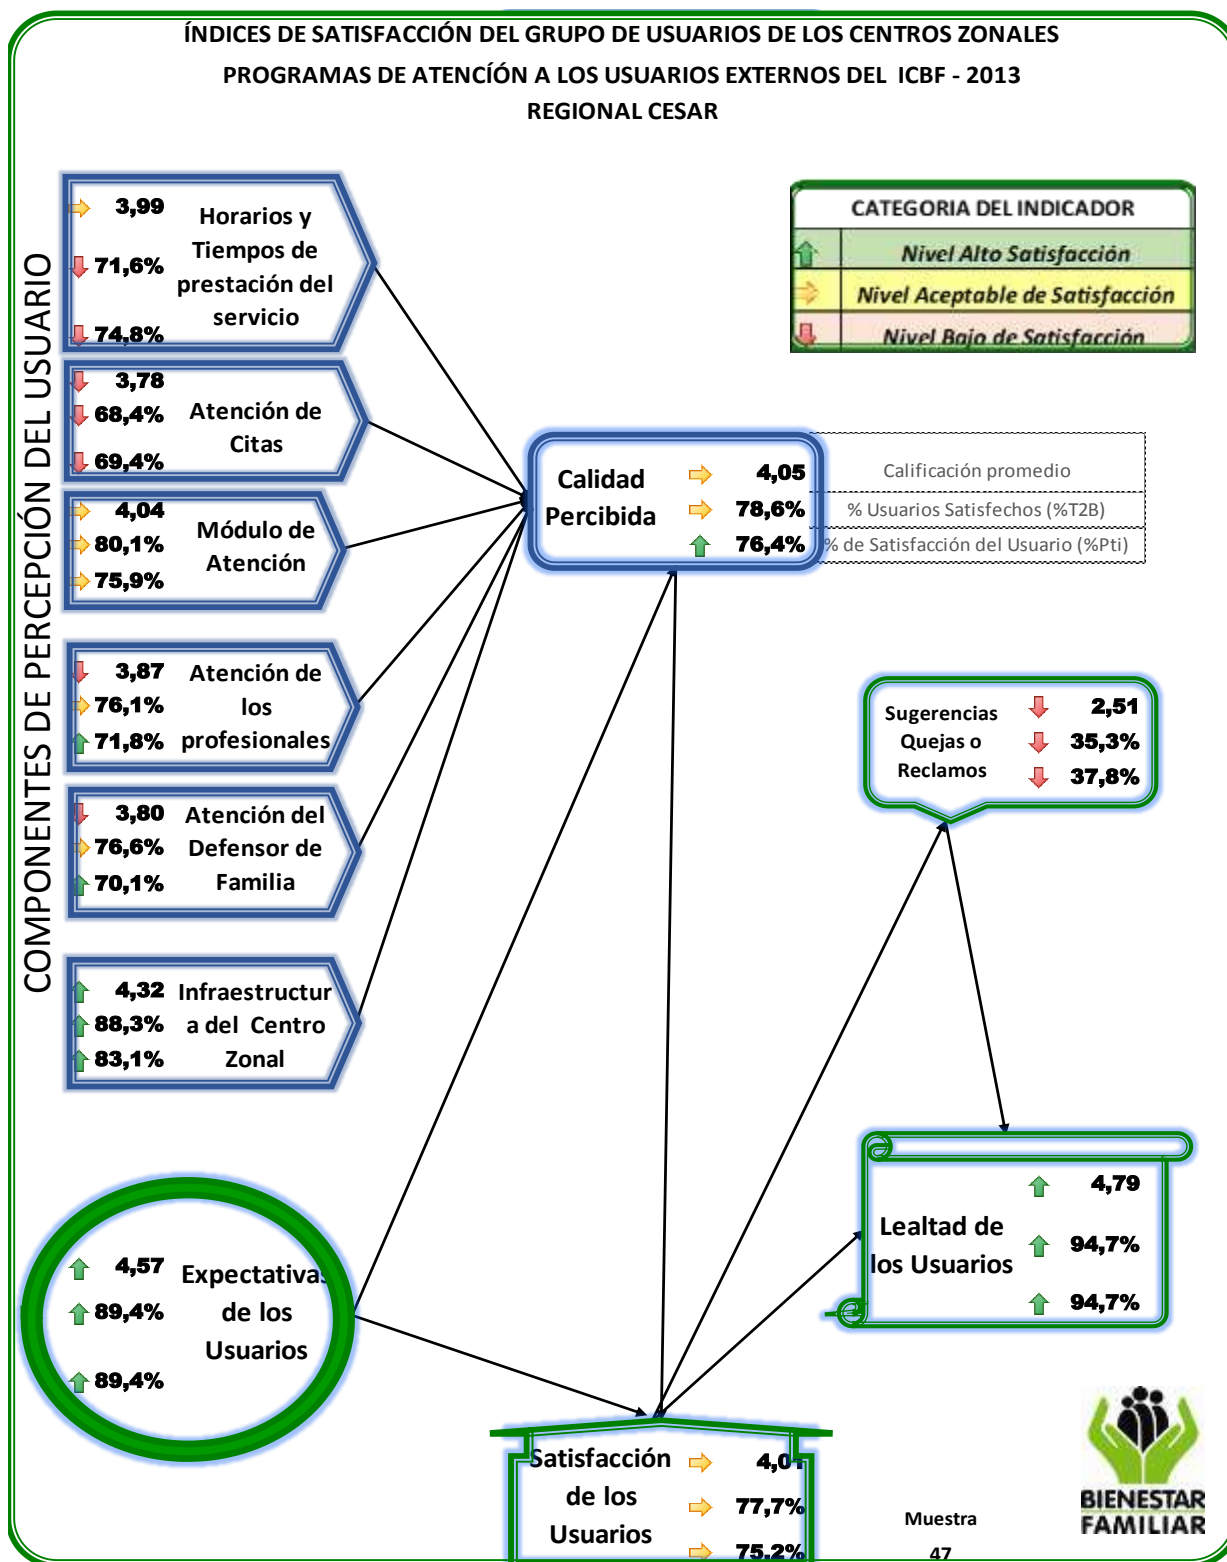 ÍNDICES DE SATISFACCIÓN DEL GRUPO DE USUARIOS DE LOS CENTROS ZONALES
PROGRAMAS DE ATENCÍÓN A LOS USUARIOS EXTERNOS DEL ICBF - 2013
REGIONAL CESAR
COMPONENTES DE PERCEPCIÓN DEL USUARIO
3,99
71,6%
74,8%
Horarios y
Tiempos de
prestación del
servicio
CATEGORIA DEL INDICADOR
Nivel Alto Satisfacción
Nivel Aceptable de Satisfacción
Nivel Bajo de Satisfacción
3,78
68,4%
69,4%
Atención de
Citas
4,04
80,1%
75,9%
Módulo de
Atención
Calidad
Percibida
4,05
78,6%
76,4%
Calificación promedio
% Usuarios Satisfechos (%T2B)
% de Satisfacción del Usuario (%Pti)
3,87
76,1%
71,8%
Atención de
los
profesionales
Sugerencias
Quejas o
Reclamos
2,51
35,3%
37,8%
3,80
76,6%
70,1%
Atención del
Defensor de
Familia
4,32
88,3%
83,1%
Infraestructur
a del Centro
Zonal
Lealtad de
los Usuarios
4,79
94,7%
94,7%
4,57
89,4%
89,4%
Expectativas
de los
Usuarios
Satisfacción
de los
Usuarios
4,01
77,7%
75,2%
Muestra
47
BIENESTAR
FAMILIAR